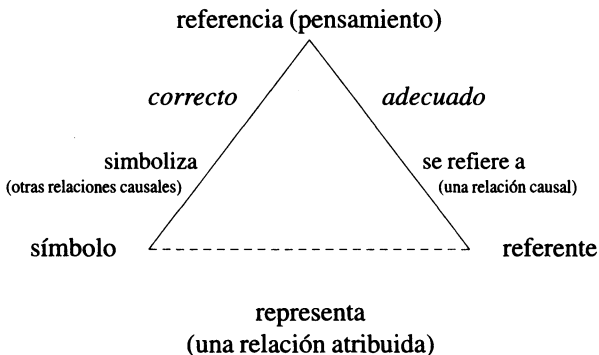 referencia (pensamiento)
correcto
adecuado
simboliza
(otras relaciones causales)
se refiere a
(una relación causal)
símbolo
referente
representa
(una relación atribuida)